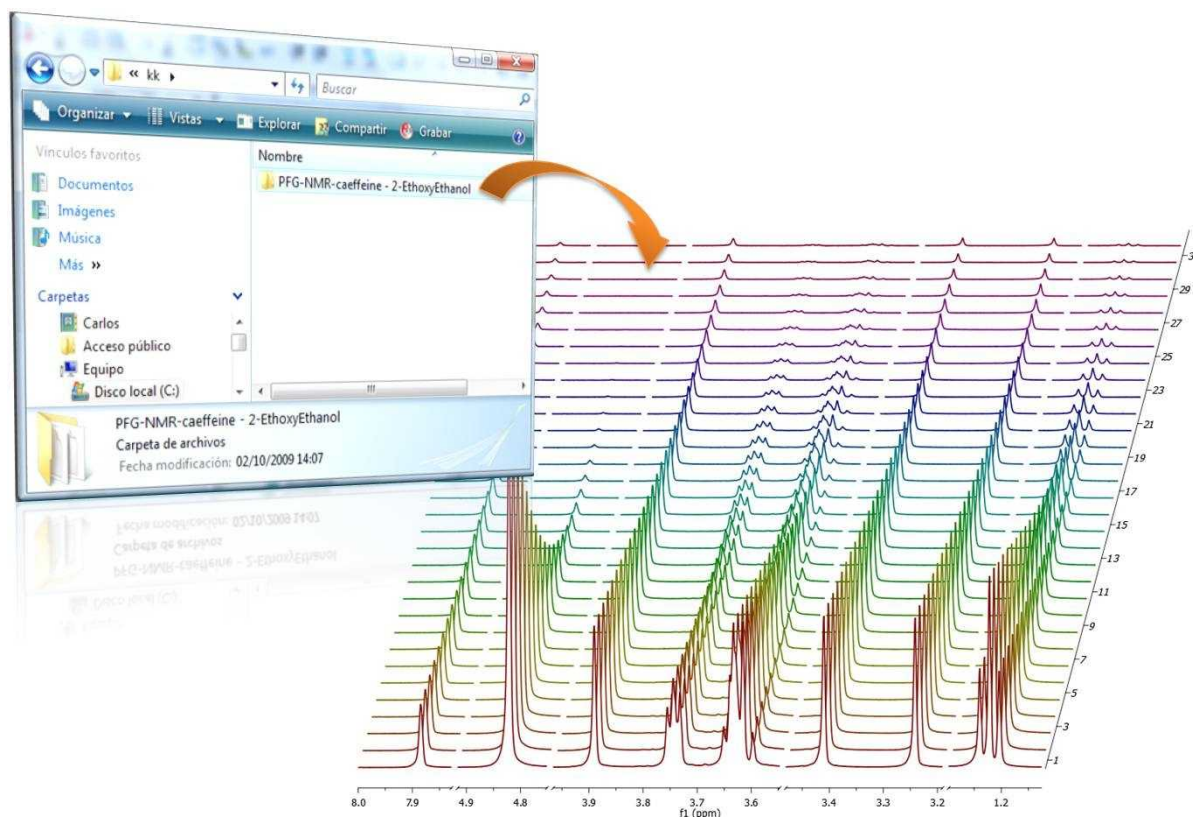 « kk ▸
Buscar
Organizar
Vistas
Explorar
Compartir
Grabar
Vínculos favoritos
Documentos
Imágenes
Música
Más »
Carpetas
Carlos
Acceso público
Equipo
Disco local (C:)
Nombre
PFG-NMR-caeffeine - 2-EthoxyEthanol
PFG-NMR-caeffeine - 2-EthoxyEthanol
Carpeta de archivos
Fecha modificación: 02/10/2009 14:07
29
27
25
23
21
19
17
15
13
11
9
7
5
3
1
8.0 7.9 4.9 4.8 3.9 3.8 3.7 3.6 3.4 3.3 3.2 1.2
f1 (ppm)